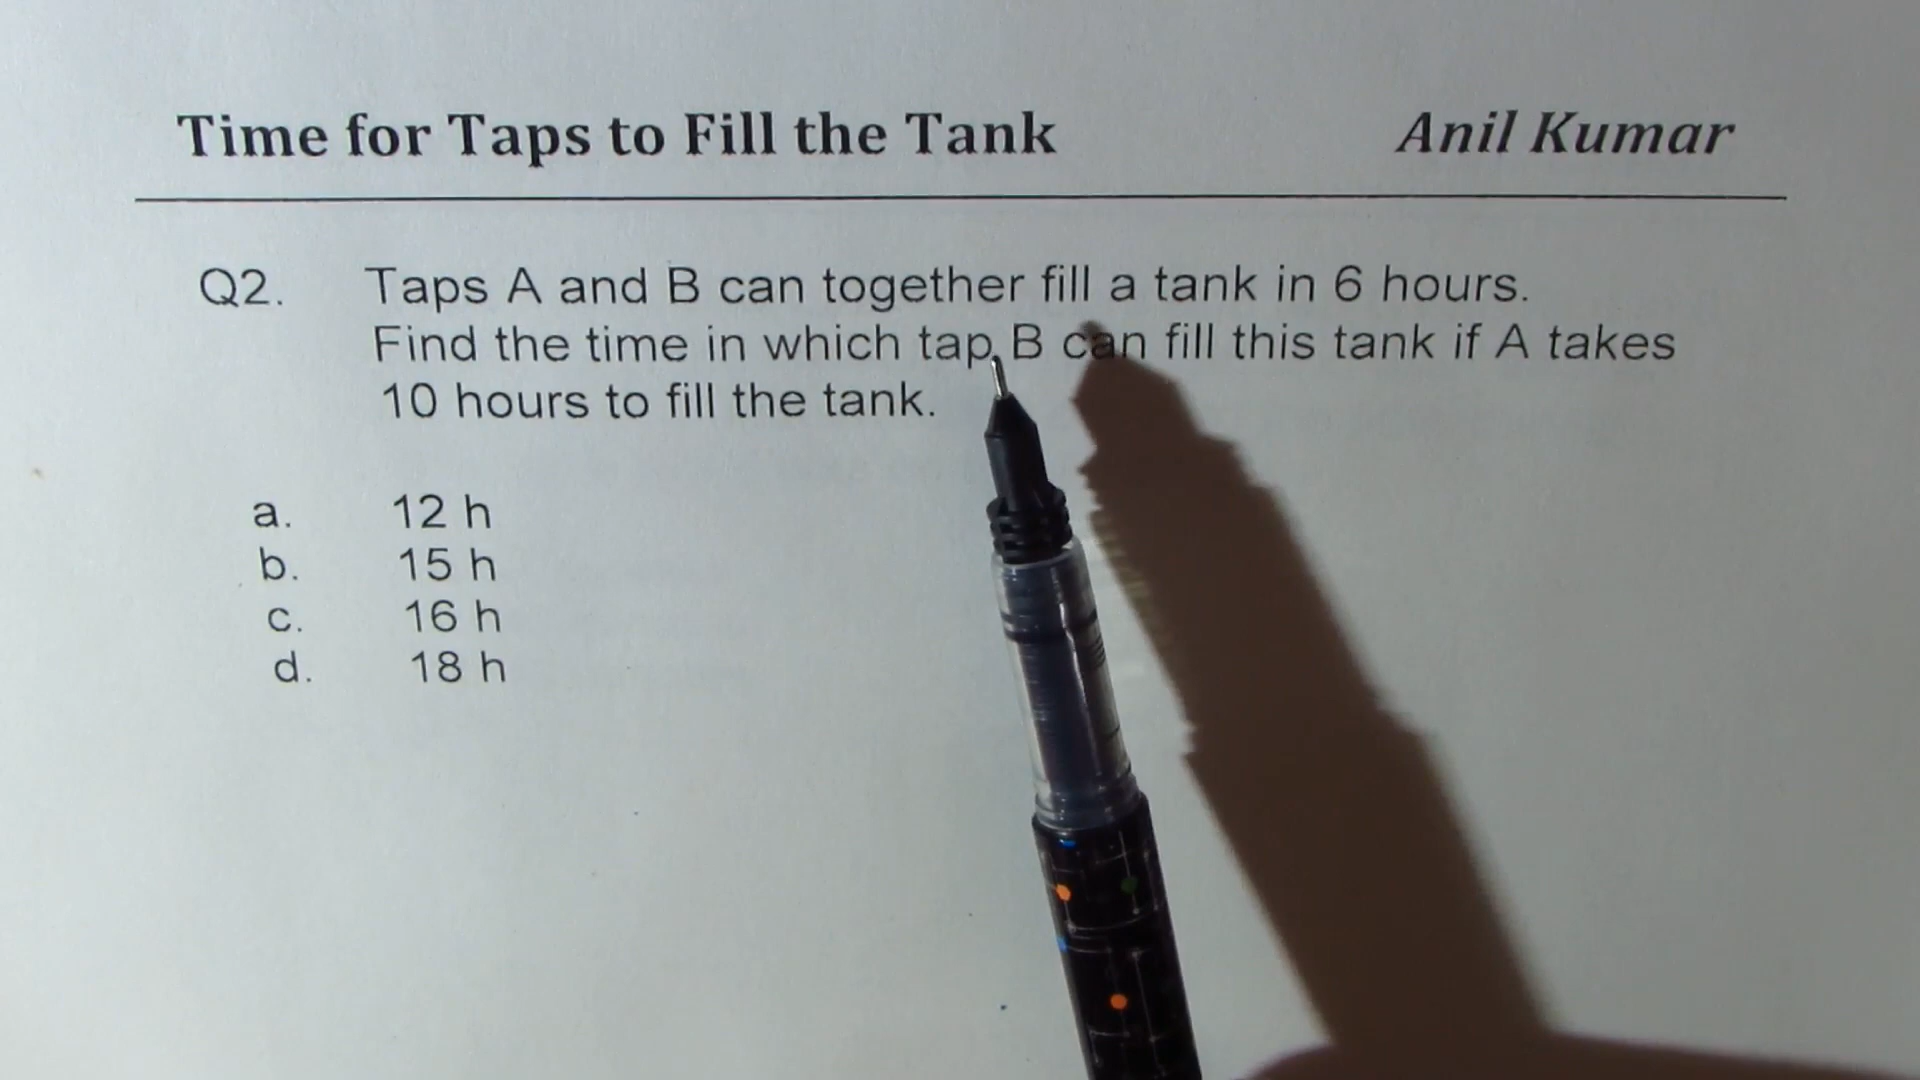 Time for Taps to Fill the Tank Anil Kumar
Q2. Taps A and B can together fill a tank in 6 hours.
Find the time in which tap B can fill this tank if A takes
10 hours to fill the tank.
a. 12 h
b. 15 h
c. 16 h
d. 18 h